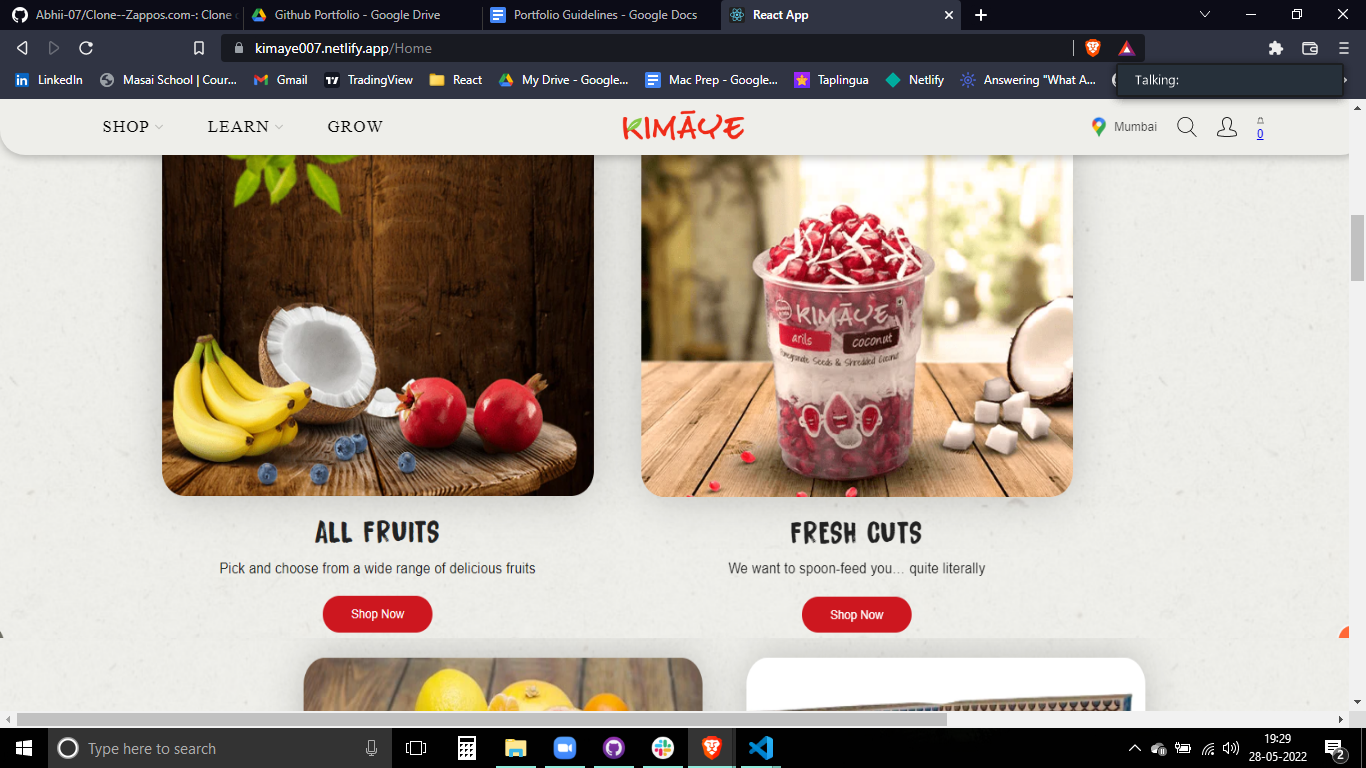 Abhii-07/Clone--Zappos.com-: Clone
Github Portfolio - Google Drive
Portfolio Guidelines - Google Docs
React App
kimaye007.netlify.app/Home
LinkedIn
Masai School | Cour...
Gmail
TradingView
React
My Drive - Google...
Mac Prep - Google...
Taplingua
Netlify
Answering "What A...
Talking:
SHOP
LEARN
GROW
KIMĀYE
Mumbai
0
KIMĀYE
arils
coconut
Pomegranate Seeds & Shredded Coconut
ALL FRUITS
FRESH CUTS
Pick and choose from a wide range of delicious fruits
We want to spoon-feed you... quite literally
Shop Now
Shop Now
Type here to search
19:29
28-05-2022
2